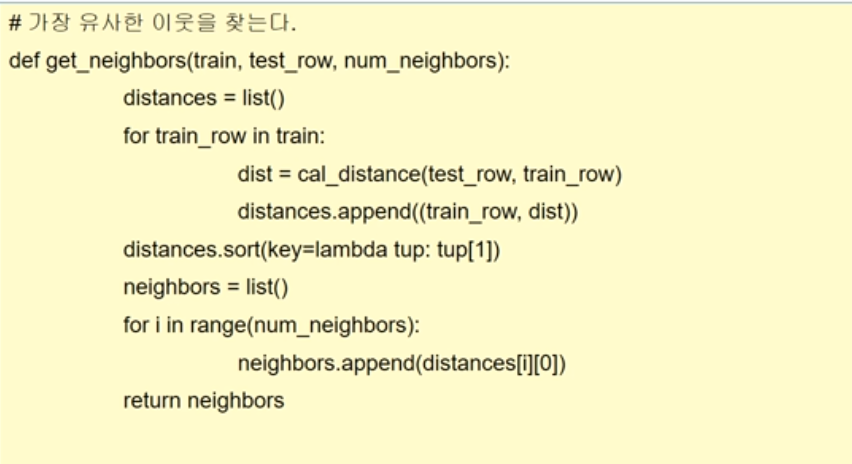 # 가장 유사한 이웃을 찾는다.
def get_neighbors(train, test_row, num_neighbors):
distances = list()
for train_row in train:
dist = cal_distance(test_row, train_row)
distances.append((train_row, dist))
distances.sort(key=lambda tup: tup[1])
neighbors = list()
for i in range(num_neighbors):
neighbors.append(distances[i][0])
return neighbors